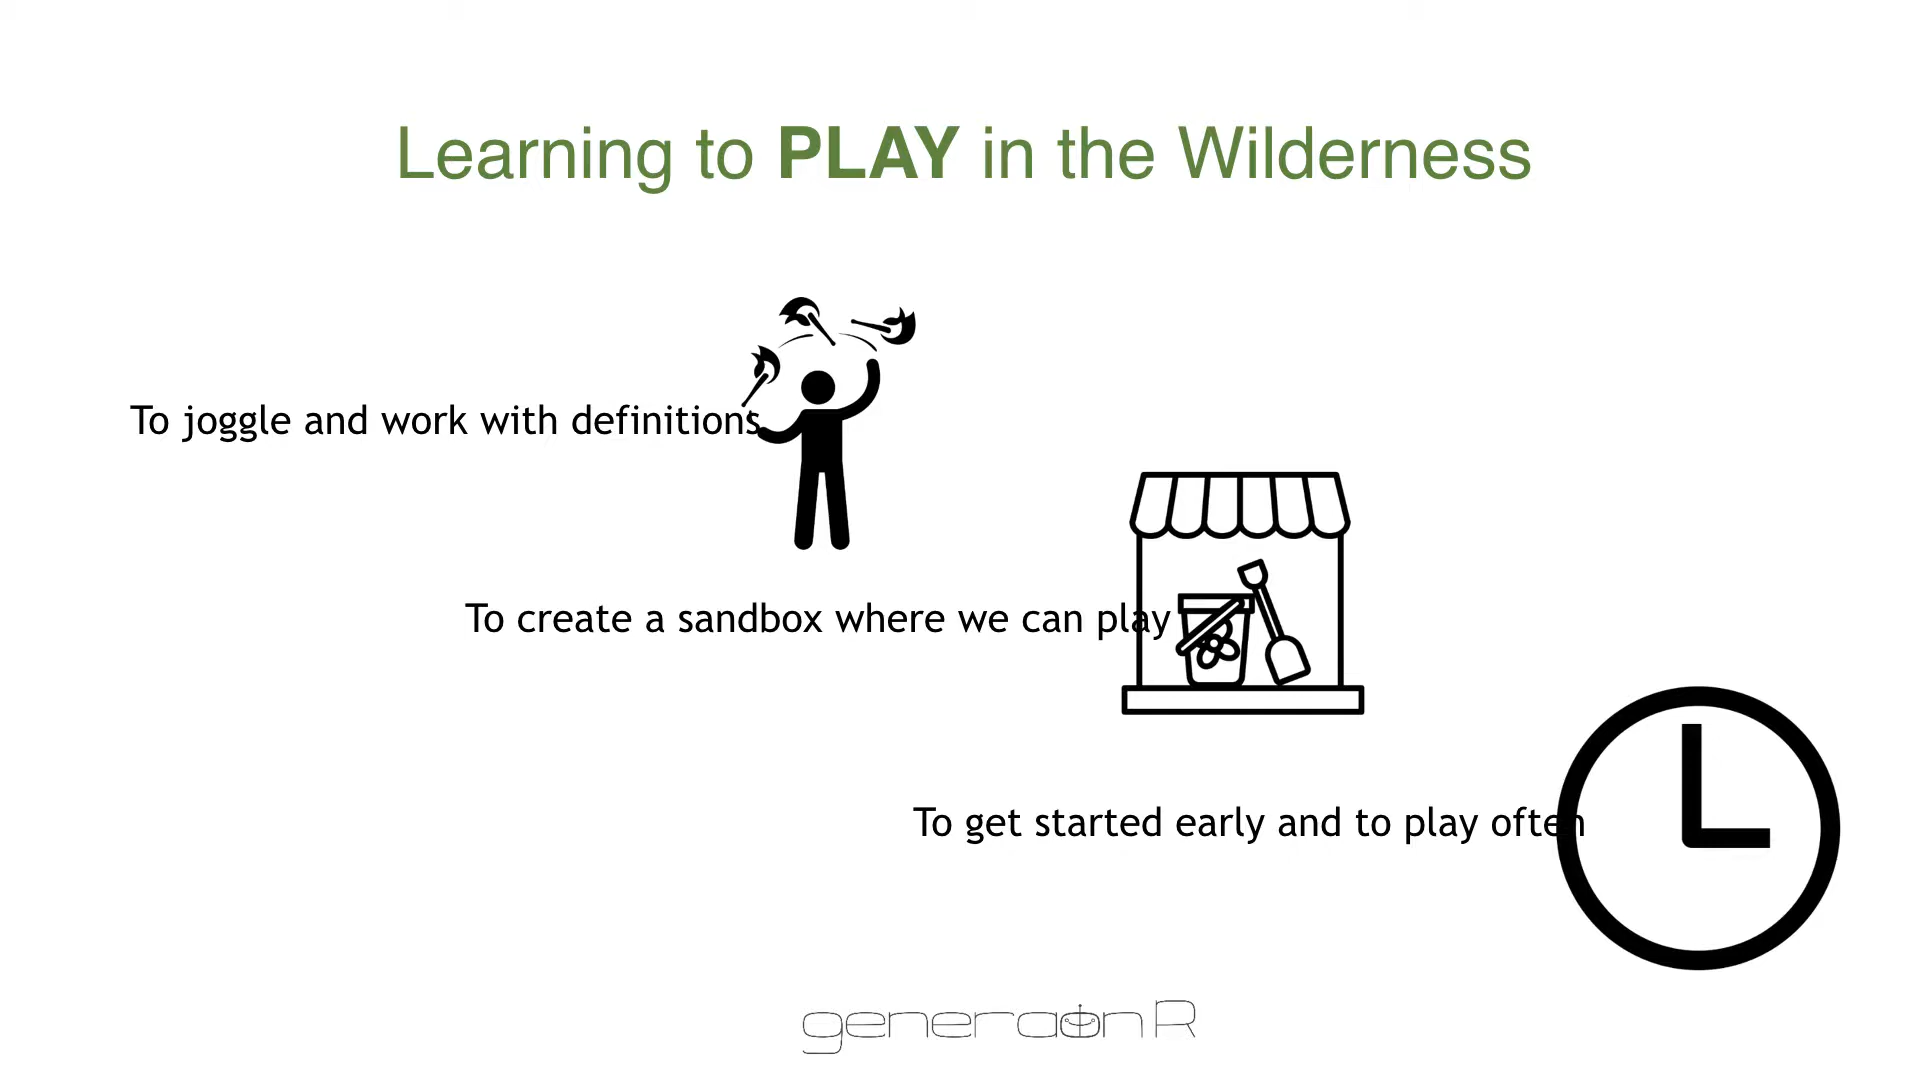 Learning to PLAY in the Wilderness
To joggle and work with definitions
To create a sandbox where we can play
To get started early and to play often
generation R